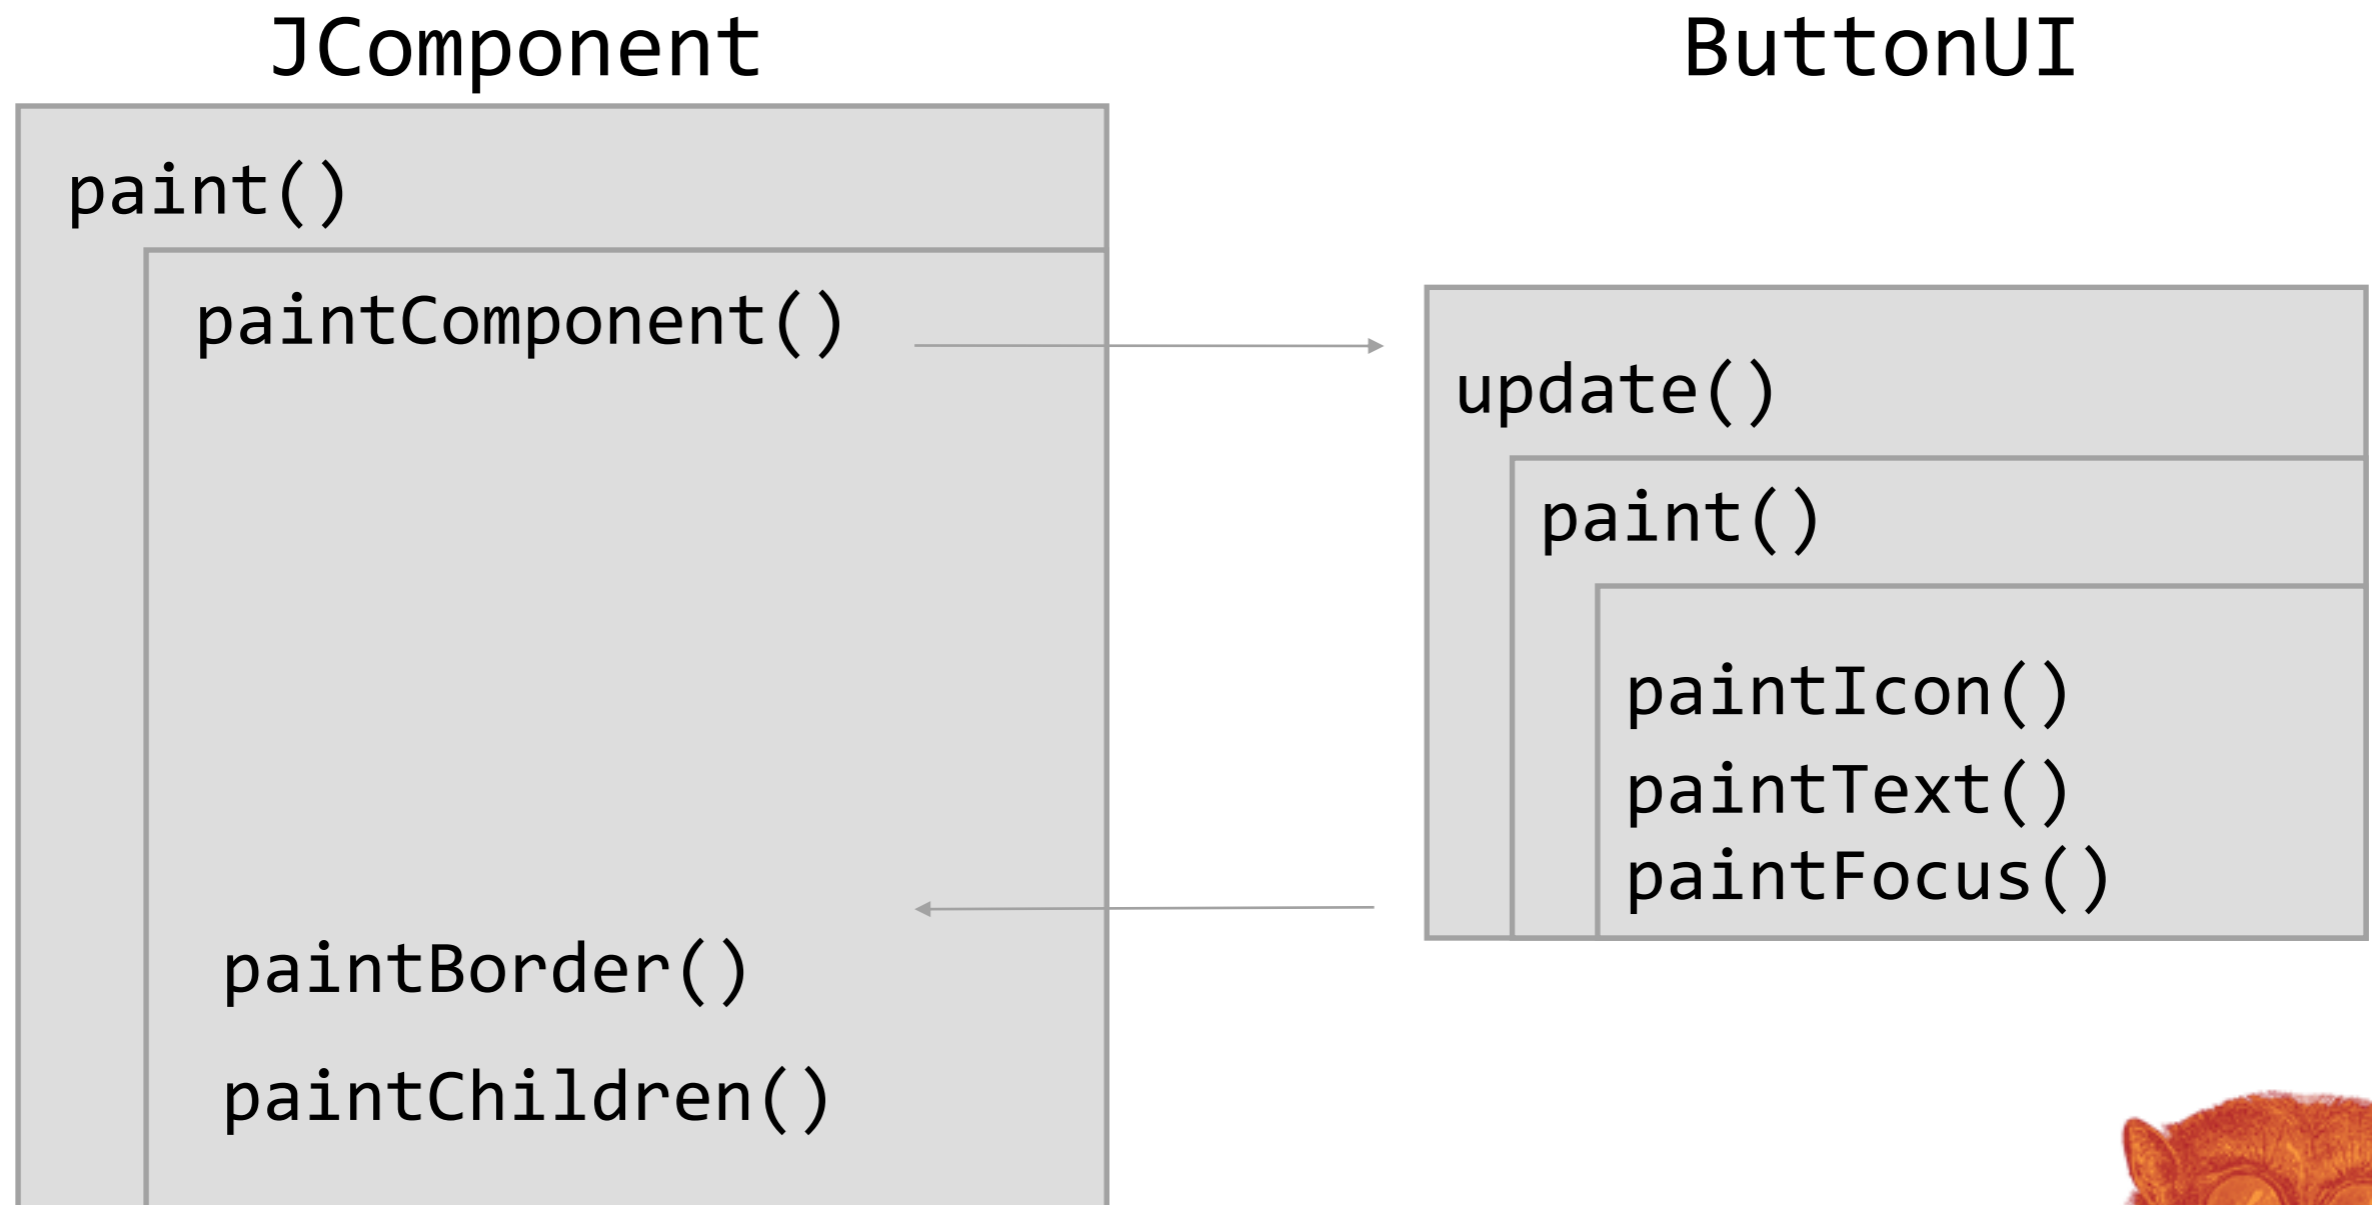 JComponent
ButtonUI
paint()
paintComponent()
update()
paint()
paintIcon()
paintText()
paintFocus()
paintBorder()
paintChildren()